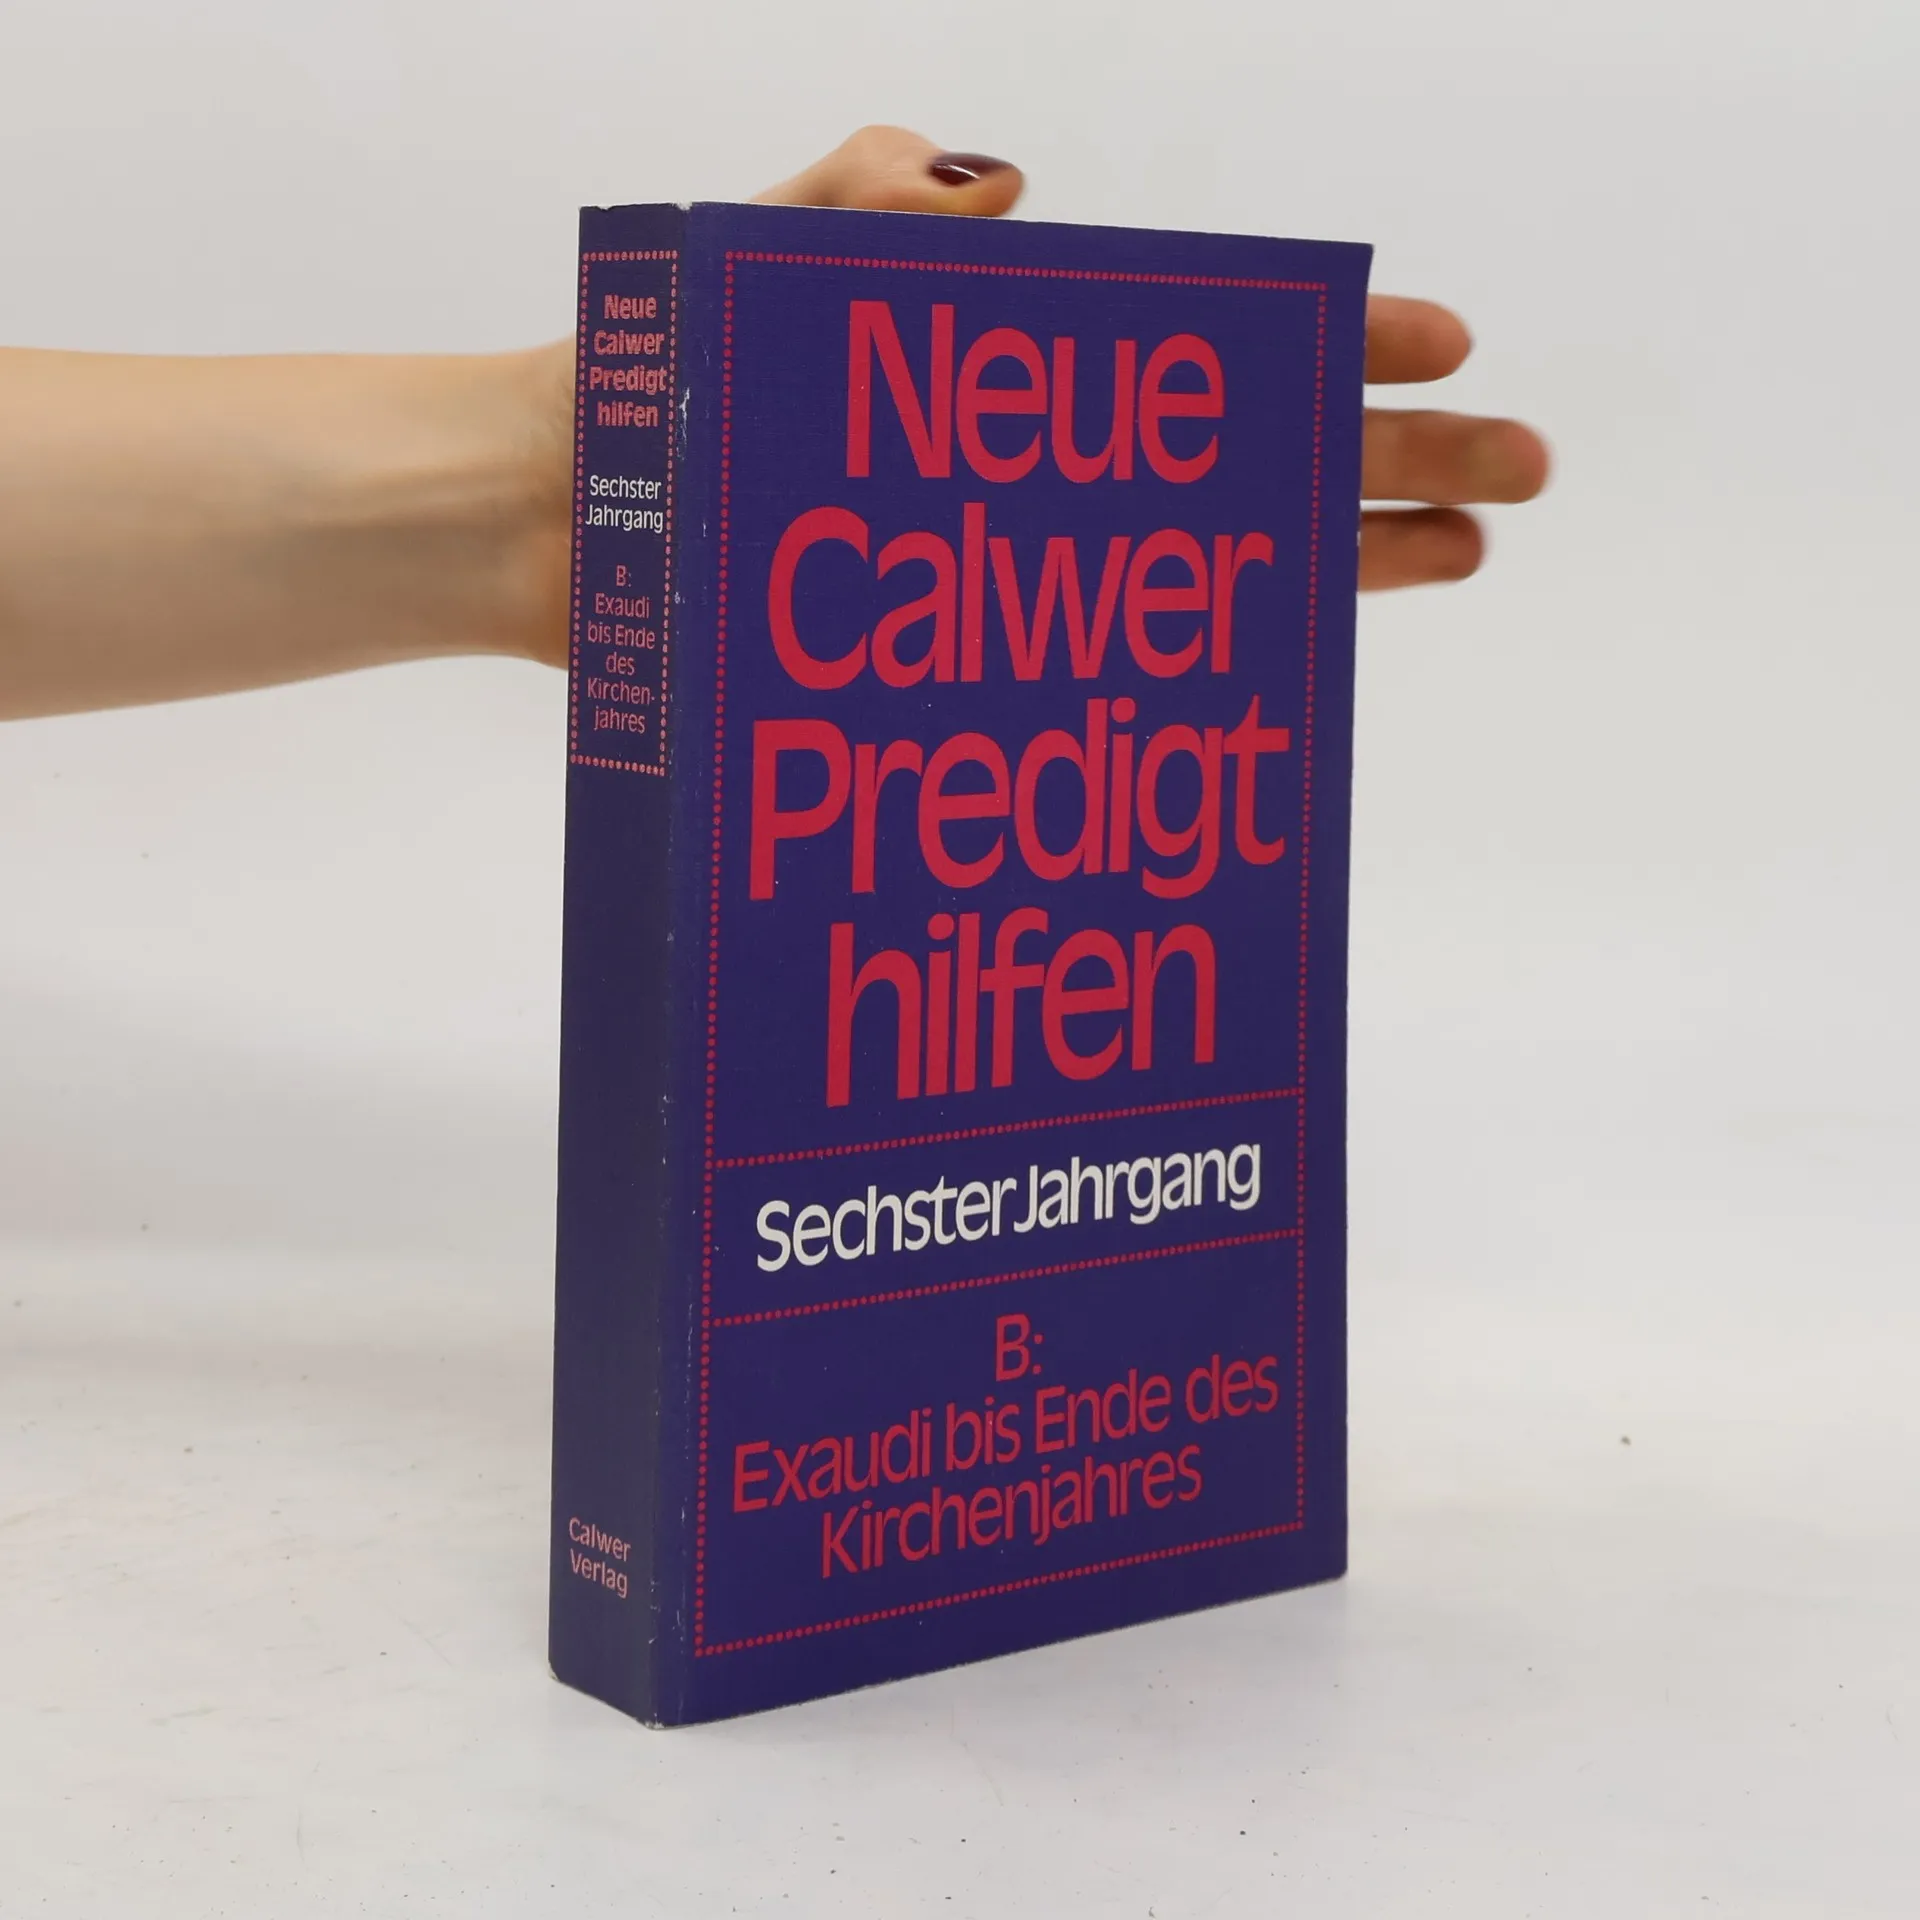 Neue
Calwer
Predigt
hilfen
Sechster
Jahrgang
B:
Exaudi
bis Ende
des
Kirchen-
jahres
Calwer
Verlag
Neue
Calwer
Predigt
hilfen
Sechster Jahrgang
B:
Exaudi bis Ende des
Kirchenjahres